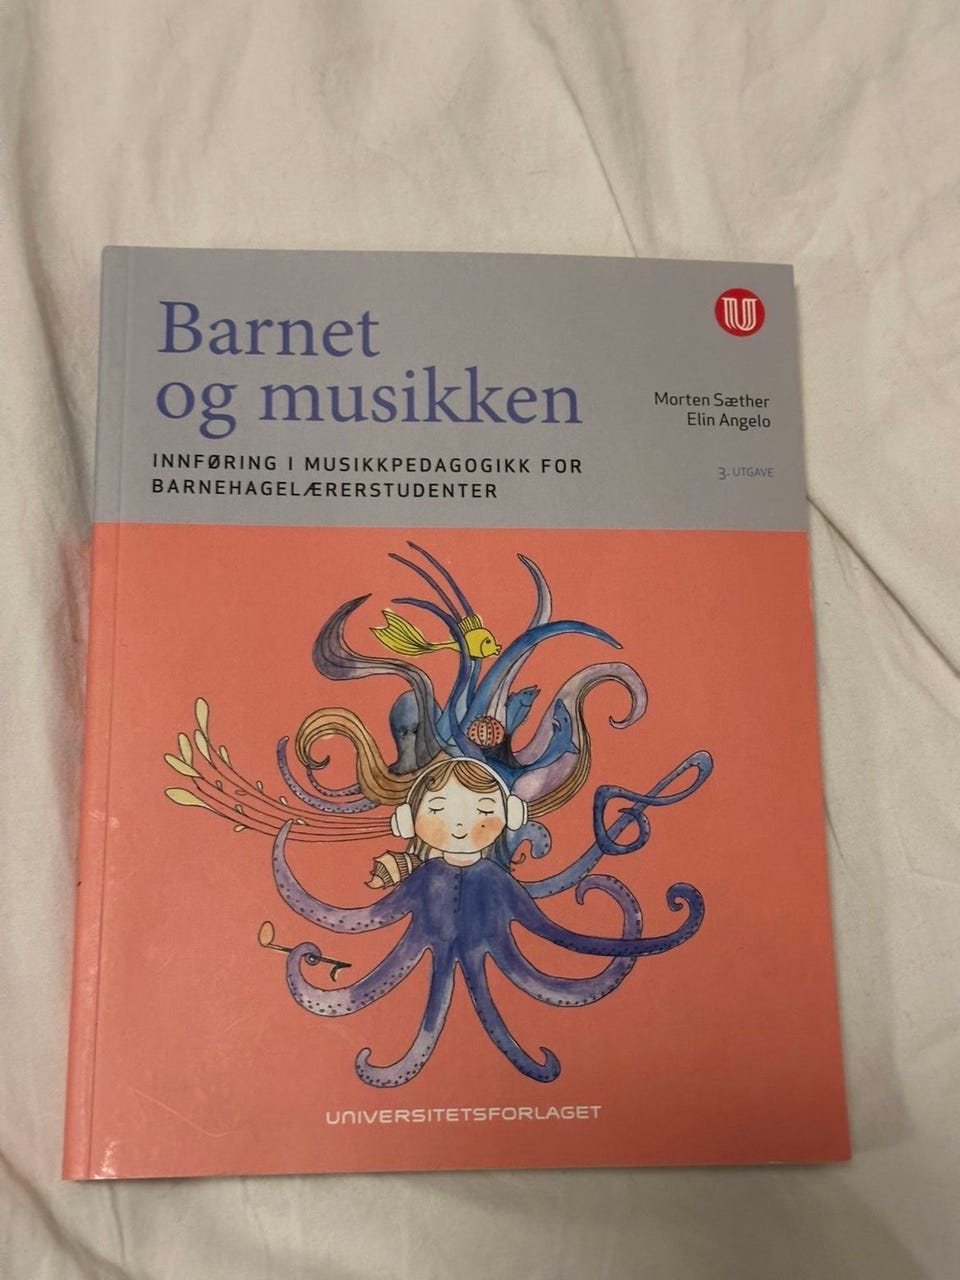 Barnet
og musikken
INNFØRING I MUSIKKPEDAGOGIKK FOR
BARNEHAGELÆRERSTUDENTER
Morten Sæther
Elin Angelo
3. UTGAVE
UNIVERSITETSFORLAGET